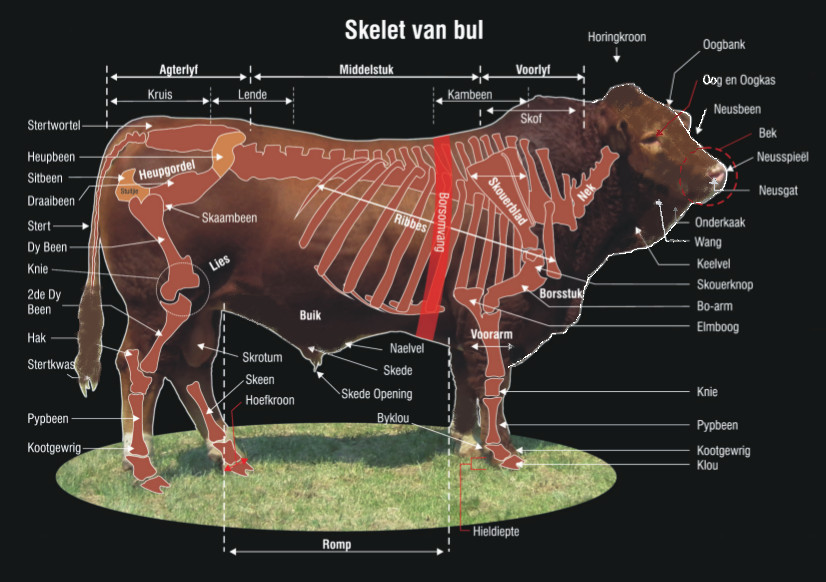 Skelet van bul
Horingkroon
Oogbank
Agterlyf
Middelstuk
Voorlyf
Oog en Oogkas
Kruis
Lende
Kambeen
Skof
Neusbeen
Stertwortel
Bek
Heupbeen
Heupgordel
Neusspieël
Sitbeen
Stuitjie
Skouerblad
Nek
Neusgat
Draaibeen
Skaambeen
Ribbes
Borsomvang
Stert
Onderkaak
Wang
Dy Been
Lies
Keelvel
Knie
Skouerknop
2de Dy
Been
Borsstuk
Bo-arm
Buik
Elmboog
Hak
Voorarm
Skrotum
Naelvel
Stertkwas
Skede
Skeen
Skede Opening
Knie
Hoefkroon
Pypbeen
Byklou
Pypbeen
Kootgewrig
Kootgewrig
Klou
Hieldiepte
Romp